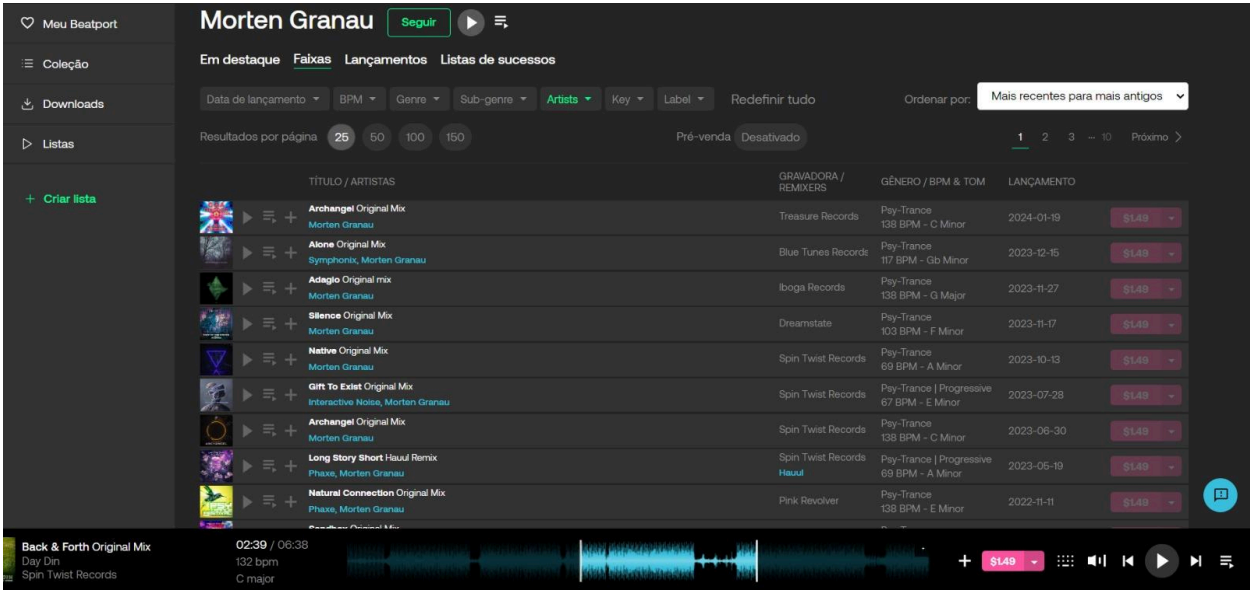 Meu Beatport
Morten Granau Seguir
Coleção
Em destaque Faixas Lançamentos Listas de sucessos
Downloads
Data de lançamento BPM Genre Sub-genre Artists Key Label Redefinir tudo Ordenar por: Mais recentes para mais antigos
Listas
Resultados por página 25 50 100 150 Pré-venda Desativado 1 2 3 ... 10 Próximo
+ Criar lista
TÍTULO / ARTISTAS GRAVADORA / REMIXERS GÊNERO / BPM & TOM LANÇAMENTO
Archangel Original Mix
Morten Granau
Treasure Records
Psy-Trance
138 BPM - C Minor
2024-01-19
$1.49
Alone Original Mix
Symphonix, Morten Granau
Blue Tunes Records
Psy-Trance
117 BPM - Gb Minor
2023-12-15
$1.49
Adagio Original mix
Morten Granau
Iboga Records
Psy-Trance
138 BPM - G Major
2023-11-27
$1.49
Silence Original Mix
Morten Granau
Dreamstate
Psy-Trance
103 BPM - F Minor
2023-11-17
$1.49
Native Original Mix
Morten Granau
Spin Twist Records
Psy-Trance
69 BPM - A Minor
2023-10-13
$1.49
Gift To Exist Original Mix
Interactive Noise, Morten Granau
Spin Twist Records
Psy-Trance | Progressive
67 BPM - E Minor
2023-07-28
$1.49
Archangel Original Mix
Morten Granau
Spin Twist Records
Psy-Trance
138 BPM - C Minor
2023-06-30
$1.49
Long Story Short Hauul Remix
Phaxe, Morten Granau
Spin Twist Records
Hauul
Psy-Trance | Progressive
69 BPM - A Minor
2023-05-19
$1.49
Natural Connection Original Mix
Phaxe, Morten Granau
Pink Revolver
Psy-Trance
138 BPM - E Minor
2022-11-11
$1.49
Back & Forth Original Mix
Day Din
Spin Twist Records
02:39 / 06:38
132 bpm
C major
$1.49